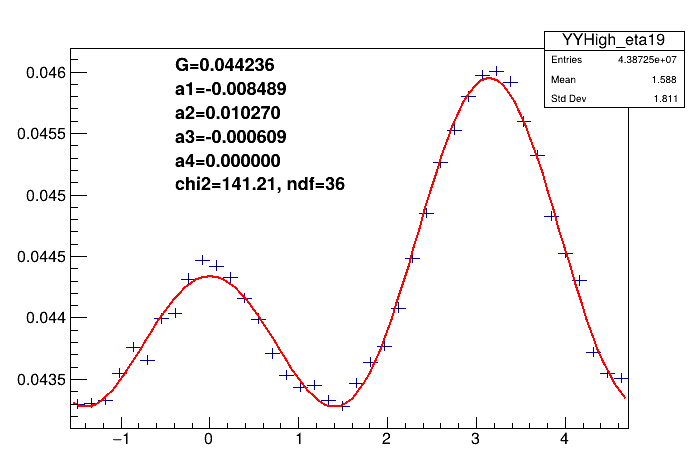 YYHigh_eta19
Entries 4.38725e+07
Mean 1.588
Std Dev 1.811
G=0.044236
a1=-0.008489
a2=0.010270
a3=-0.000609
a4=0.000000
chi2=141.21, ndf=36
0.046
0.0455
0.045
0.0445
0.044
0.0435
−1 0 1 2 3 4